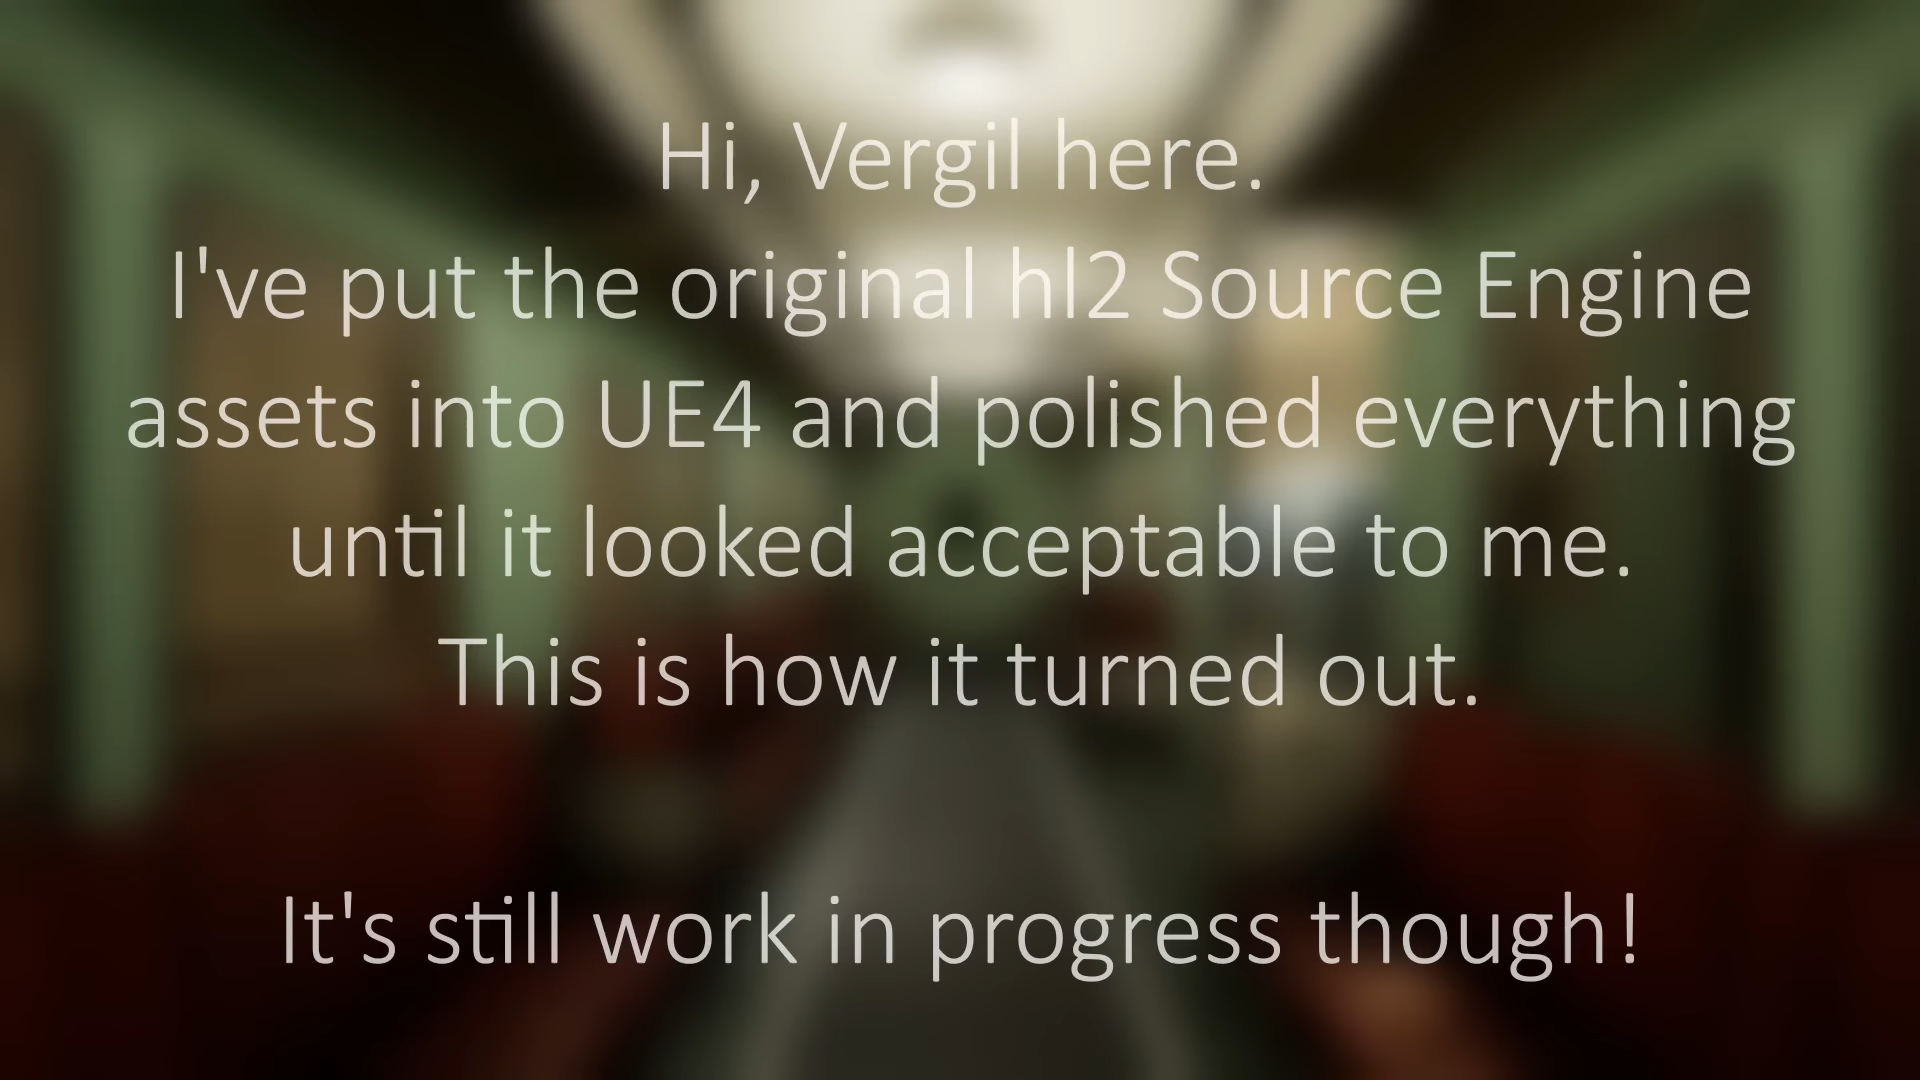 Hi, Vergil here.
I've put the original hl2 Source Engine
assets into UE4 and polished everything
until it looked acceptable to me.
This is how it turned out.
It's still work in progress though!